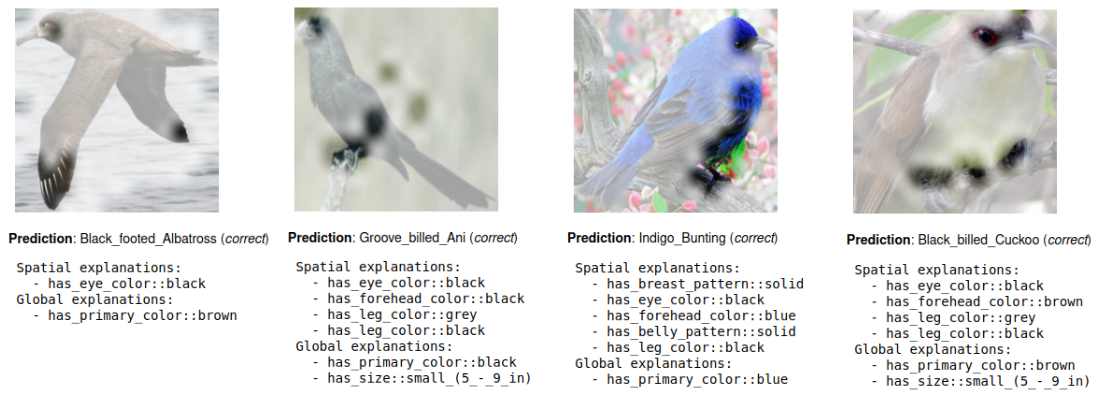 Prediction: Black_footed_Albatross (correct)
Spatial explanations:
- has_eye_color::black
Global explanations:
- has_primary_color::brown
Prediction: Groove_billed_Ani (correct)
Spatial explanations:
- has_eye_color::black
- has_forehead_color::black
- has_leg_color::grey
- has_leg_color::black
Global explanations:
- has_primary_color::black
- has_size::small_(5_-_9_in)
Prediction: Indigo_Bunting (correct)
Spatial explanations:
- has_breast_pattern::solid
- has_eye_color::black
- has_forehead_color::blue
- has_belly_pattern::solid
- has_leg_color::black
Global explanations:
- has_primary_color::blue
Prediction: Black_billed_Cuckoo (correct)
Spatial explanations:
- has_eye_color::black
- has_forehead_color::brown
- has_leg_color::grey
- has_leg_color::black
Global explanations:
- has_primary_color::brown
- has_size::small_(5_-_9_in)